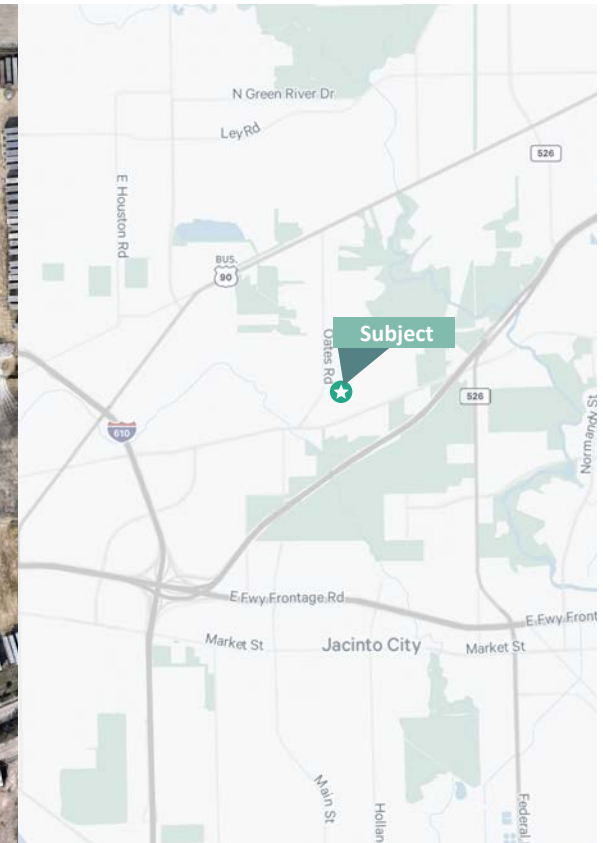 N Green River Dr
Ley Rd
526
E Houston Rd
BUS.
90
Subject
Oates Rd
526
610
Normandy St
E Fwy Frontage Rd
E Fwy Front
Market St
Jacinto City
Market St
Main St
Hollan
Federal